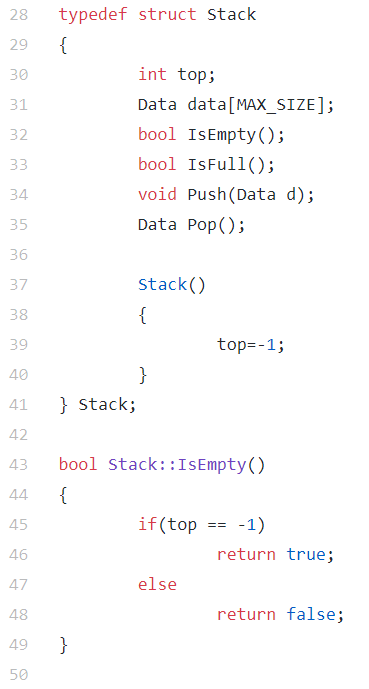 28 typedef struct Stack
29 {
30         int top;
31         Data data[MAX_SIZE];
32         bool IsEmpty();
33         bool IsFull();
34         void Push(Data d);
35         Data Pop();
36
37         Stack()
38         {
39                 top=-1;
40         }
41 } Stack;
42
43 bool Stack::IsEmpty()
44 {
45         if(top == -1)
46                 return true;
47         else
48                 return false;
49 }
50